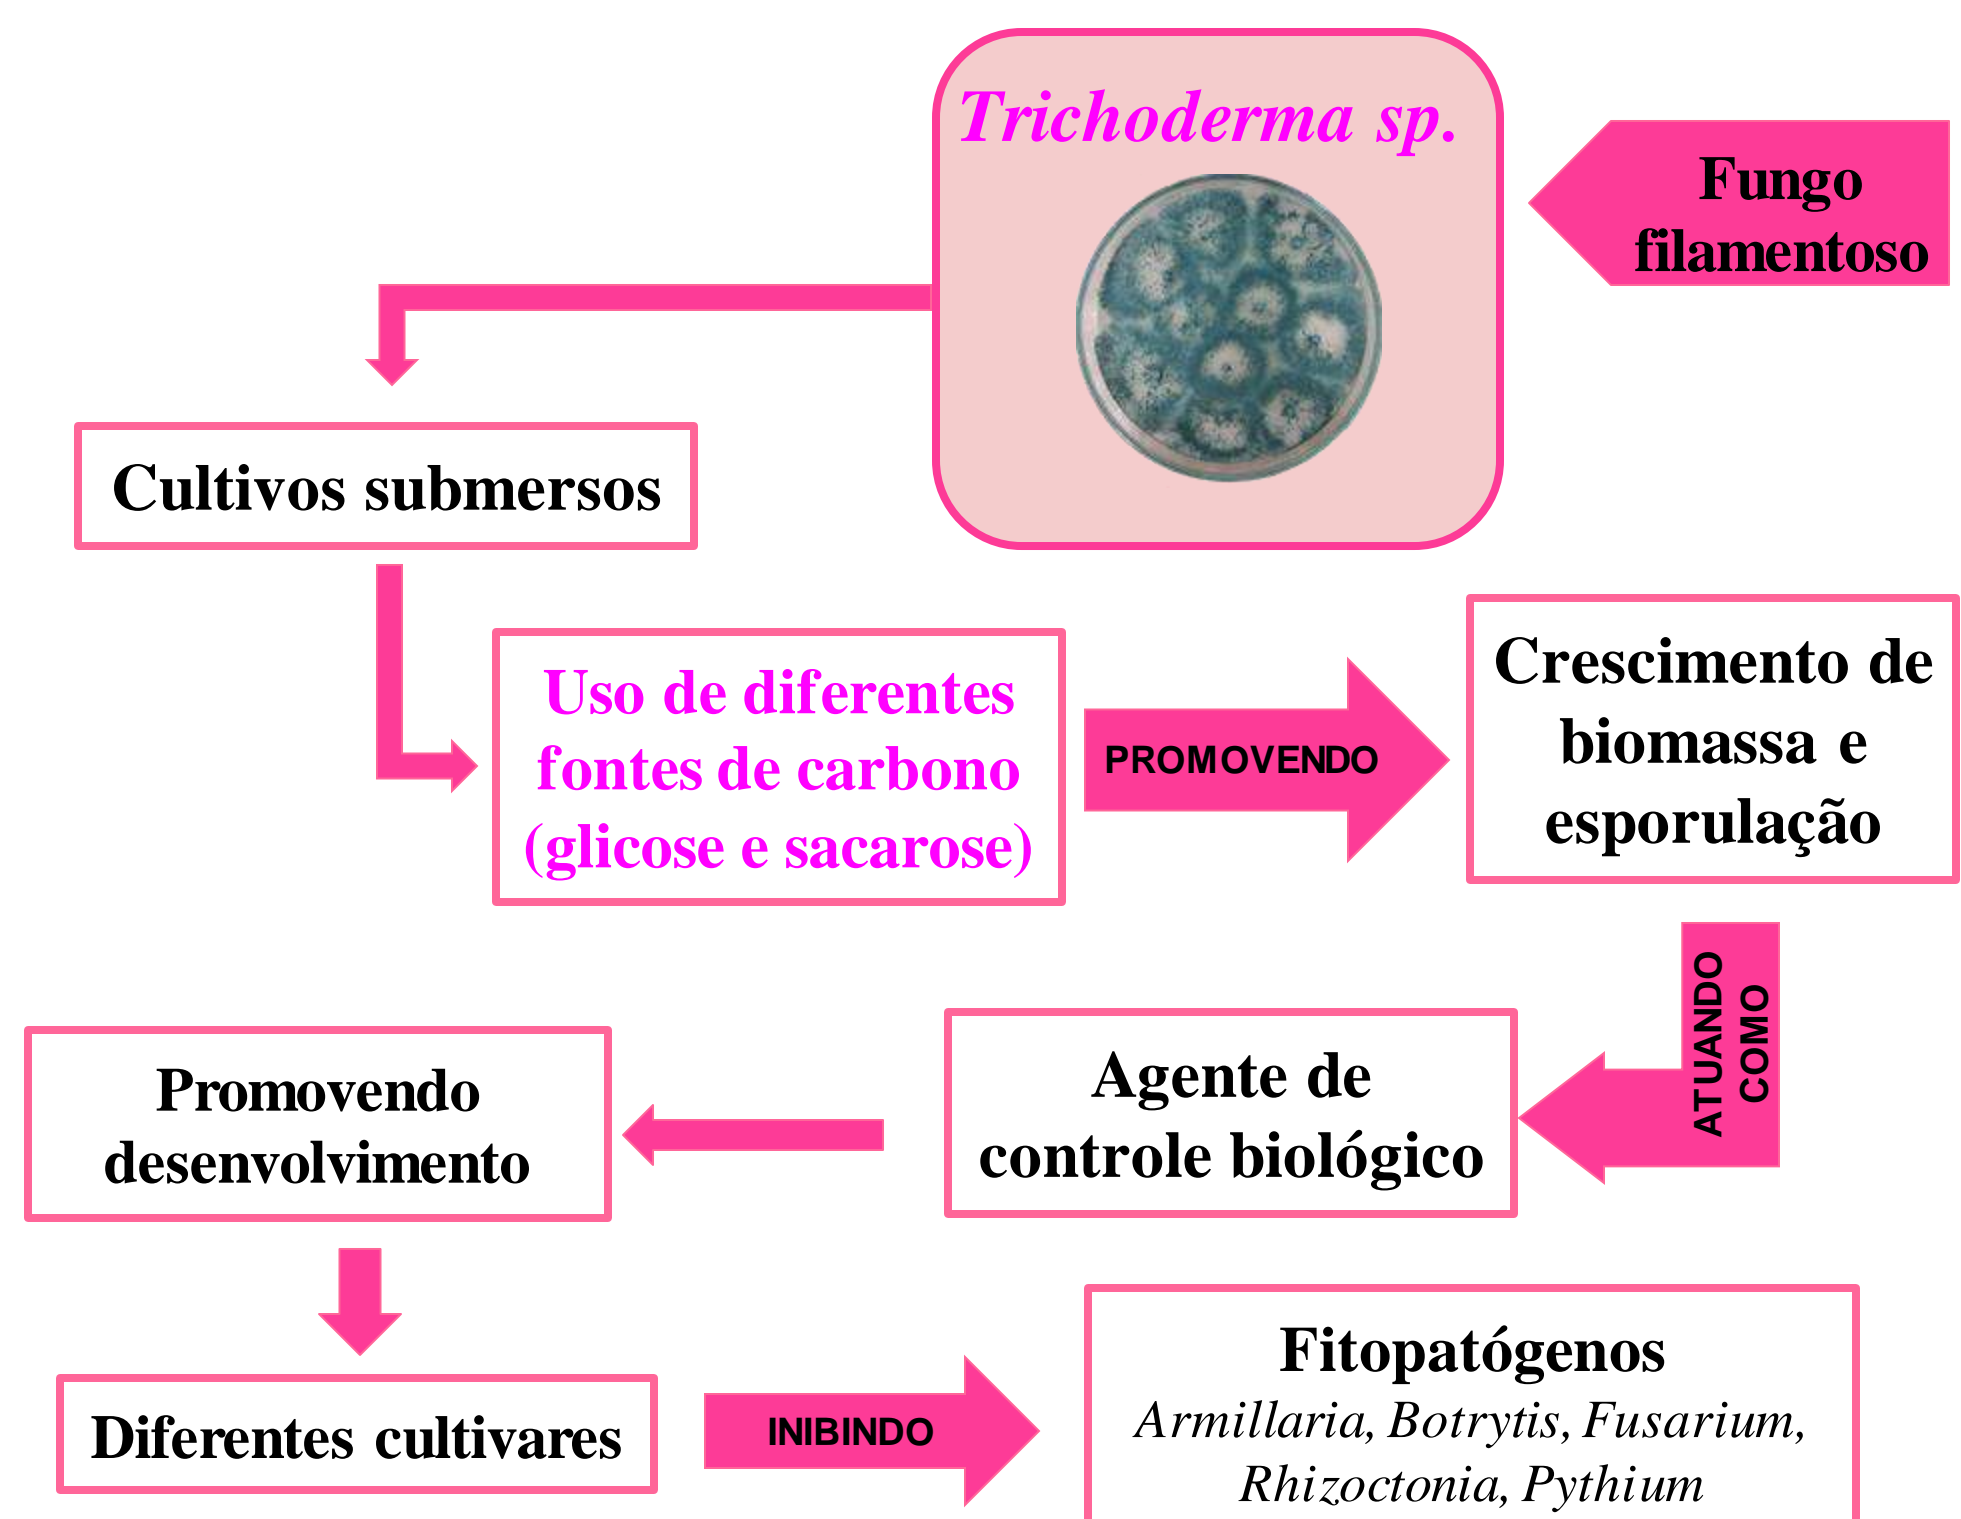 Trichoderma sp.
Fungo
filamentoso
Cultivos submersos
Uso de diferentes
fontes de carbono
(glicose e sacarose)
PROMOVENDO
Crescimento de
biomassa e
esporulação
ATUANDO
COMO
Agente de
controle biológico
Promovendo
desenvolvimento
Diferentes cultivares
INIBINDO
Fitopatógenos
Armillaria, Botrytis, Fusarium,
Rhizoctonia, Pythium